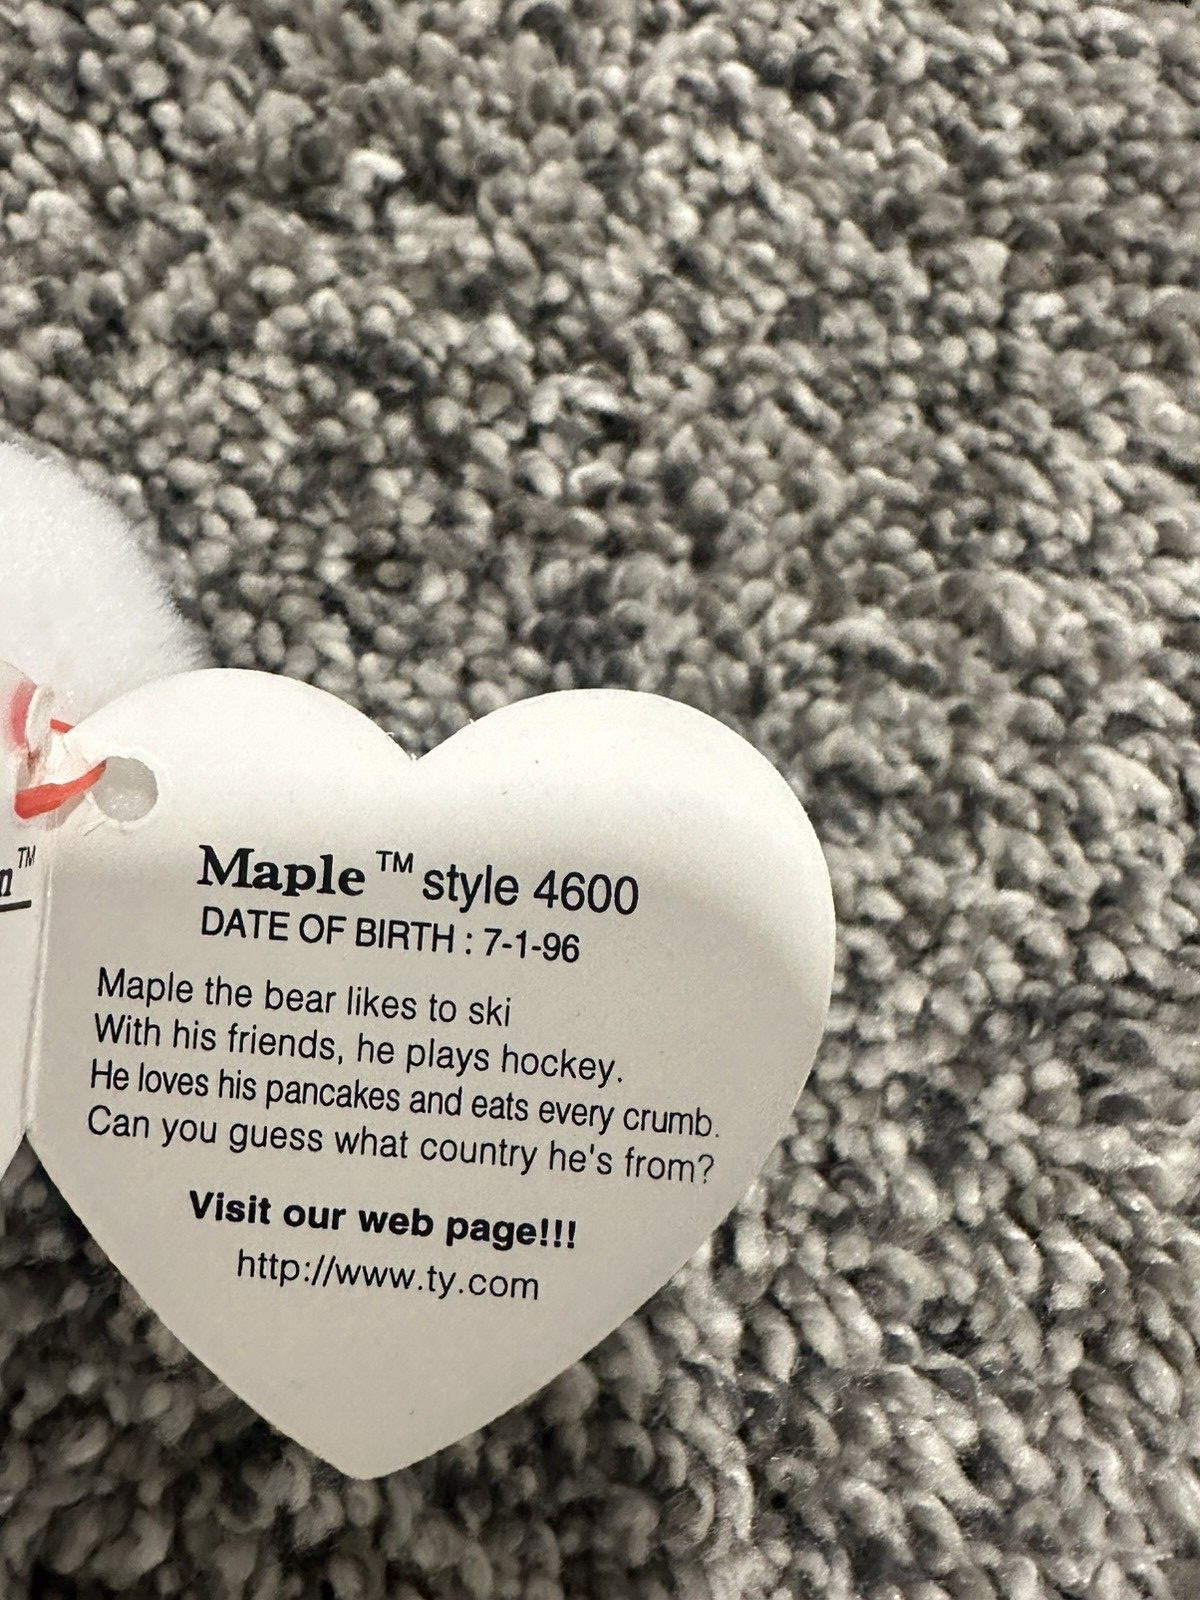 Maple™ style 4600
DATE OF BIRTH : 7-1-96
Maple the bear likes to ski
With his friends, he plays hockey.
He loves his pancakes and eats every crumb.
Can you guess what country he's from?
Visit our web page!!!
http://www.ty.com